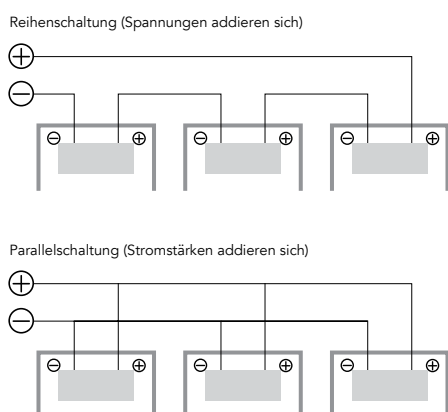 Reihenschaltung (Spannungen addieren sich)
+
−
− + − + − +
Parallelschaltung (Stromstärken addieren sich)
+
−
− + − + − +